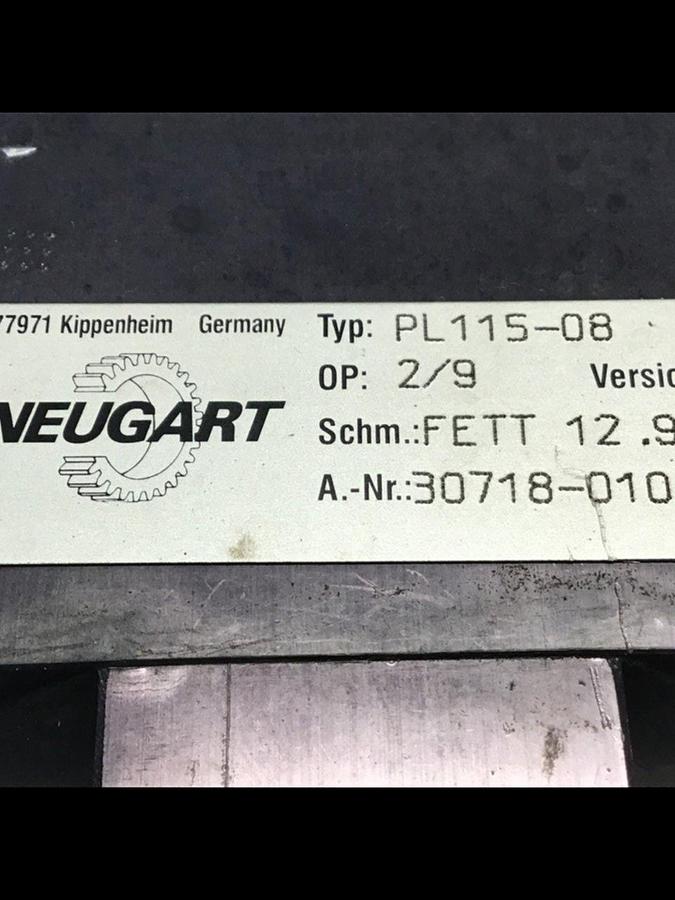 77971 Kippenheim Germany
NEUGART
Typ: PL115-08
OP: 2/9
Schm.:FETT 12.9
A.-Nr.:30718-010